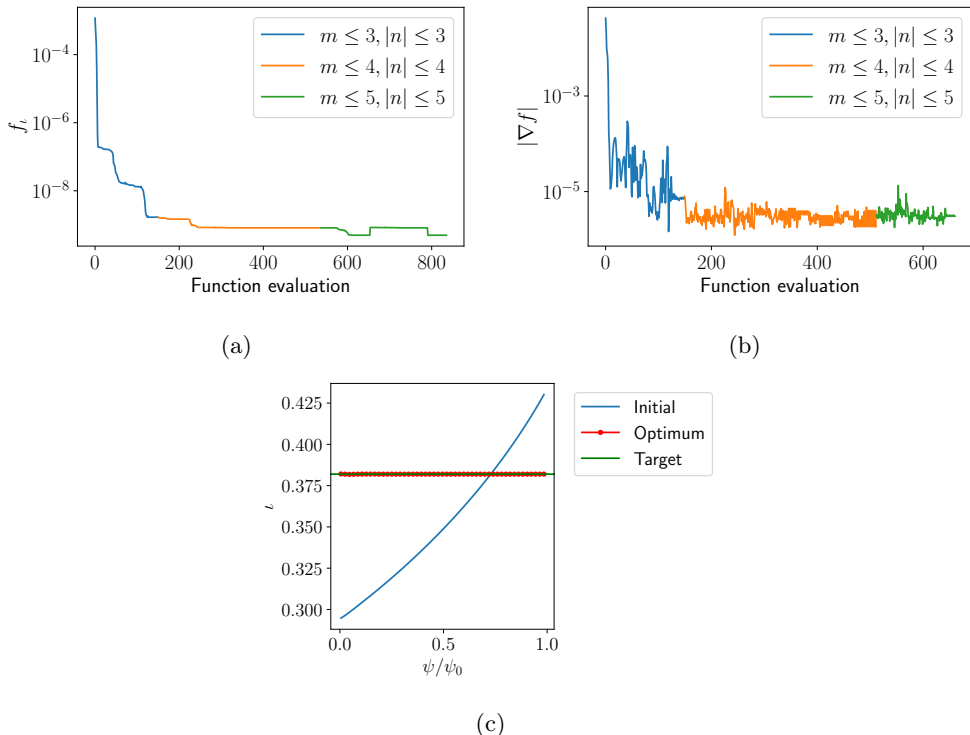 10⁻⁴
10⁻⁶
10⁻⁸
f_ι
m ≤ 3, |n| ≤ 3
m ≤ 4, |n| ≤ 4
m ≤ 5, |n| ≤ 5
0 200 400 600 800
Function evaluation
(a)
10⁻³
10⁻⁵
|∇f|
m ≤ 3, |n| ≤ 3
m ≤ 4, |n| ≤ 4
m ≤ 5, |n| ≤ 5
0 200 400 600
Function evaluation
(b)
0.425
0.400
0.375
0.350
0.325
0.300
ι
0.0 0.5 1.0
ψ/ψ₀
Initial
Optimum
Target
(c)